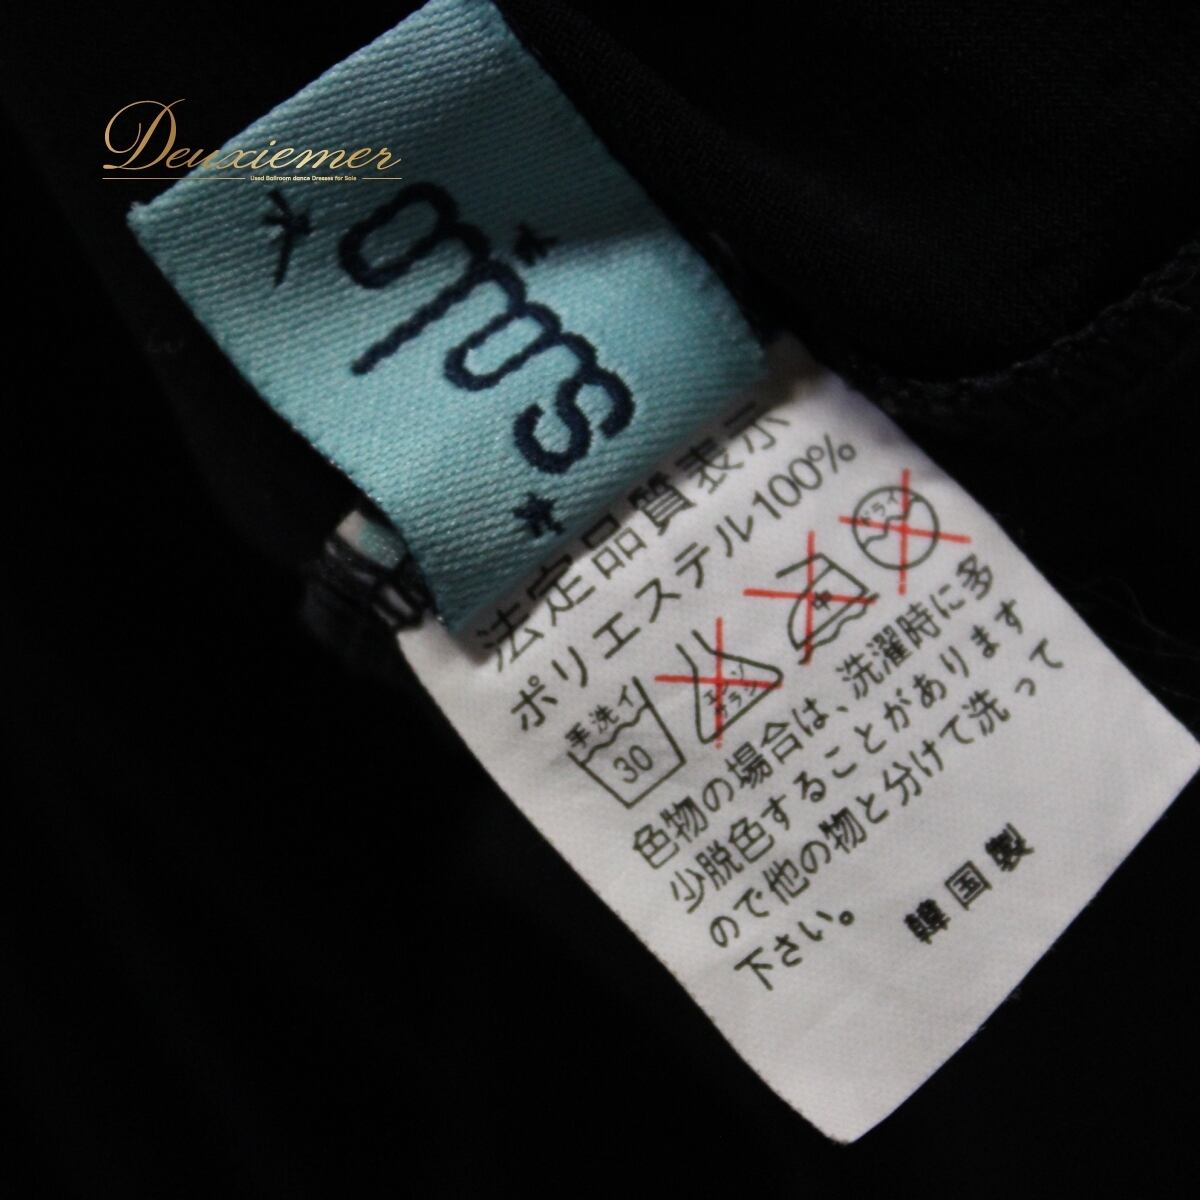 Deuxiemer
Used Ballroom dance Dresses for Sale
法定品質表示
ポリエステル100%
手洗イ
30
エンソ
サラシ
中
ドライ
色物の場合は、洗濯時に多
少脱色することがあります
ので他の物と分けて洗って
下さい。
韓国製